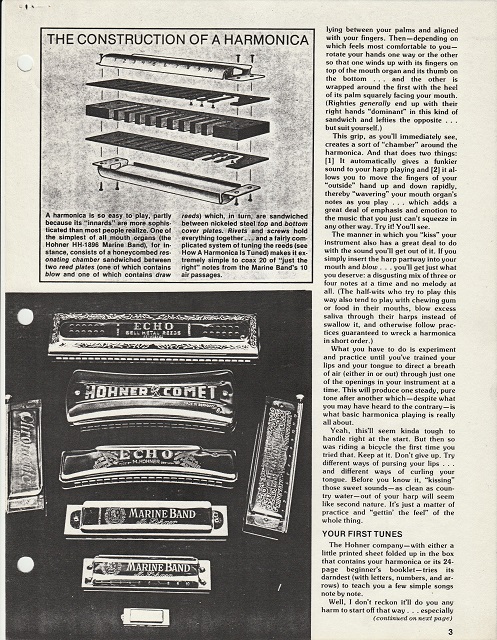 THE CONSTRUCTION OF A HARMONICA
A harmonica is so easy to play, partly
because its "innards" are more sophis-
ticated than most people realize. One of
the simplest of all mouth organs (the
Hohner HH-1896 Marine Band), for in-
stance, consists of a honeycombed res-
onating chamber sandwiched between
two reed plates (one of which contains
blow and one of which contains draw
reeds) which, in turn, are sandwiched
between nickeled steel top and bottom
cover plates. Rivets and screws hold
everything together . . . and a fairly com-
plicated system of tuning the reeds (see
How A Harmonica Is Tuned) makes it ex-
tremely simple to coax 20 of "just the
right" notes from the Marine Band's 10
air passages.
ECHO
BELL METAL REEDS
HOHNER COMET
ECHO
M. HOHNER
MARINE BAND
M. Hohner
MARINE BAND
M. Hohner
lying between your palms and aligned
with your fingers. Then—depending on
which feels most comfortable to you—
rotate your hands one way or the other
so that one winds up with its fingers on
top of the mouth organ and its thumb on
the bottom . . . and the other is
wrapped around the first with the heel
of its palm squarely facing your mouth.
(Righties generally end up with their
right hands "dominant" in this kind of
sandwich and lefties the opposite . . .
but suit yourself.)
This grip, as you'll immediately see,
creates a sort of "chamber" around the
harmonica. And that does two things:
[1] It automatically gives a funkier
sound to your harp playing and [2] it al-
lows you to move the fingers of your
"outside" hand up and down rapidly,
thereby "wavering" your mouth organ's
notes as you play . . . which adds a
great deal of emphasis and emotion to
the music that you just can't squeeze in
any other way. Try it! You'll see.
The manner in which you "kiss" your
instrument also has a great deal to do
with the sound you'll get out of it. If you
simply insert the harp partway into your
mouth and blow . . . you'll get just what
you deserve: a disgusting mix of three or
four notes at a time and no melody at
all. (The half-wits who try to play this
way also tend to play with chewing gum
or food in their mouths, blow excess
saliva through their harps instead of
swallow it, and otherwise follow prac-
tices guaranteed to wreck a harmonica
in short order.)
What you have to do is experiment
and practice until you've trained your
lips and your tongue to direct a breath
of air (either in or out) through just one
of the openings in your instrument at a
time. This will produce one steady, pure
tone after another which—despite what
you may have heard to the contrary—is
what basic harmonica playing is really
all about.
Yeah, this'll seem kinda tough to
handle right at the start. But then so
was riding a bicycle the first time you
tried that. Keep at it. Don't give up. Try
different ways of pursing your lips . . .
and different ways of curling your
tongue. Before you know it, "kissing"
those sweet sounds—as clean as coun-
try water—out of your harp will seem
like second nature. It's just a matter of
practice and "gettin' the feel" of the
whole thing.
YOUR FIRST TUNES
The Hohner company—with either a
little printed sheet folded up in the box
that contains your harmonica or its 24-
page beginner's booklet—tries its
darndest (with letters, numbers, and ar-
rows) to teach you a few simple songs
note by note.
Well, I don't reckon it'll do you any
harm to start off that way . . . especially
(continued on next page)
3